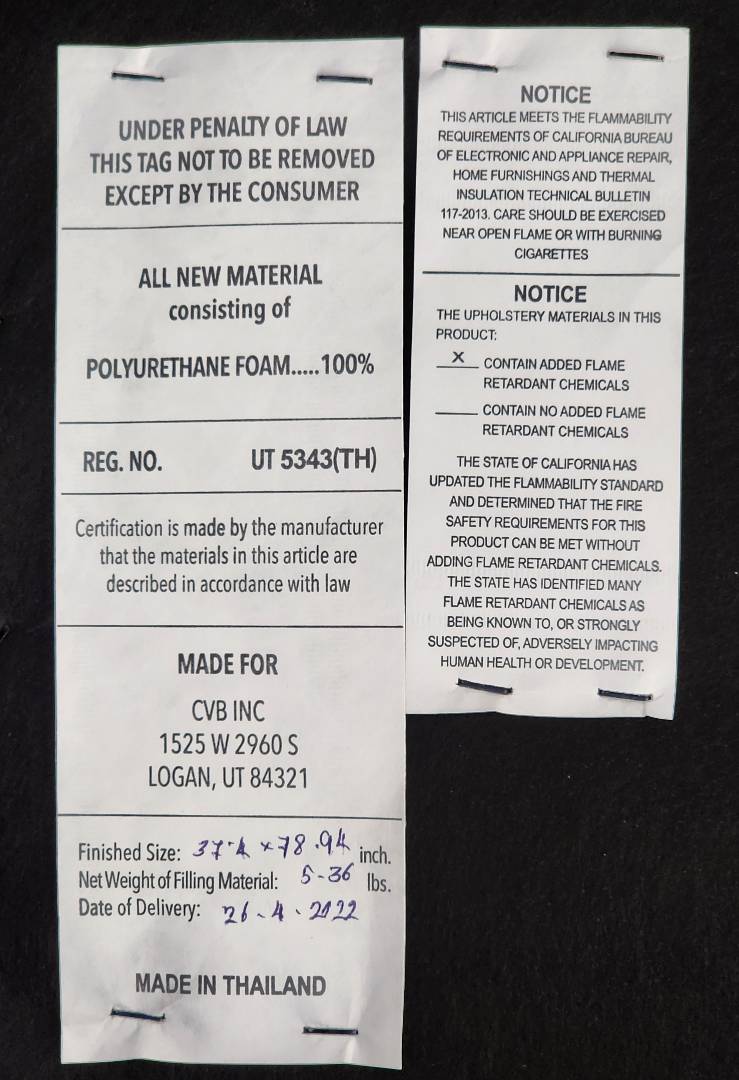 UNDER PENALTY OF LAW
THIS TAG NOT TO BE REMOVED
EXCEPT BY THE CONSUMER
ALL NEW MATERIAL
consisting of
POLYURETHANE FOAM.....100%
REG. NO. UT 5343(TH)
Certification is made by the manufacturer
that the materials in this article are
described in accordance with law
MADE FOR
CVB INC
1525 W 2960 S
LOGAN, UT 84321
Finished Size: 37.4 x 78.94 inch.
Net Weight of Filling Material: 5-36 lbs.
Date of Delivery: 26-4.2022
MADE IN THAILAND
NOTICE
THIS ARTICLE MEETS THE FLAMMABILITY
REQUIREMENTS OF CALIFORNIA BUREAU
OF ELECTRONIC AND APPLIANCE REPAIR,
HOME FURNISHINGS AND THERMAL
INSULATION TECHNICAL BULLETIN
117-2013. CARE SHOULD BE EXERCISED
NEAR OPEN FLAME OR WITH BURNING
CIGARETTES
NOTICE
THE UPHOLSTERY MATERIALS IN THIS
PRODUCT:
X CONTAIN ADDED FLAME
RETARDANT CHEMICALS
CONTAIN NO ADDED FLAME
RETARDANT CHEMICALS
THE STATE OF CALIFORNIA HAS
UPDATED THE FLAMMABILITY STANDARD
AND DETERMINED THAT THE FIRE
SAFETY REQUIREMENTS FOR THIS
PRODUCT CAN BE MET WITHOUT
ADDING FLAME RETARDANT CHEMICALS.
THE STATE HAS IDENTIFIED MANY
FLAME RETARDANT CHEMICALS AS
BEING KNOWN TO, OR STRONGLY
SUSPECTED OF, ADVERSELY IMPACTING
HUMAN HEALTH OR DEVELOPMENT.